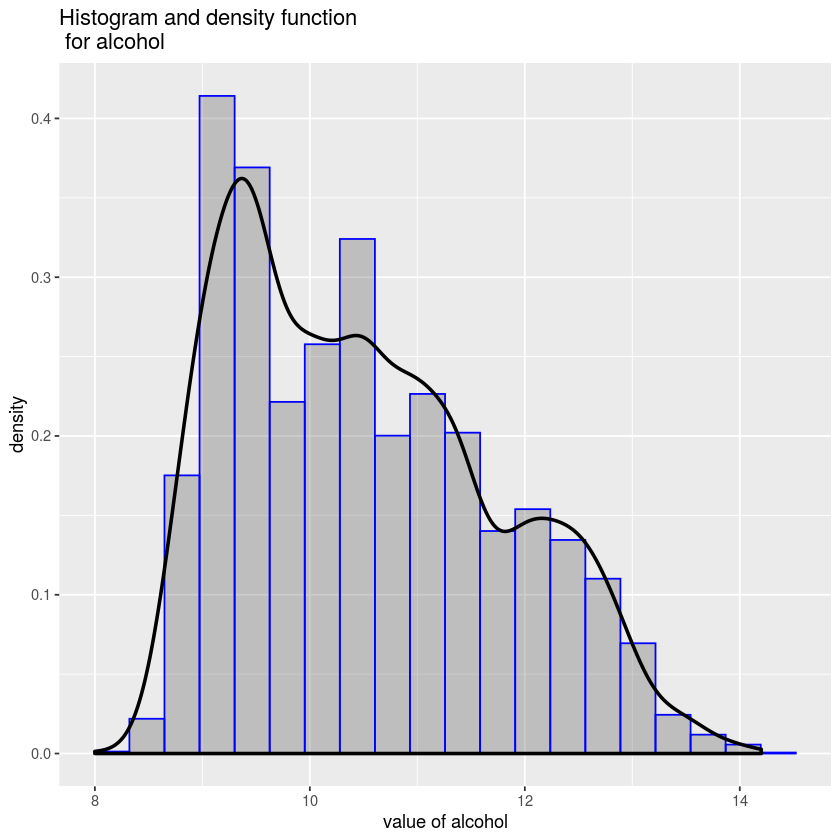 Histogram and density function
for alcohol
density
0.4
0.3
0.2
0.1
0.0
8
10
12
14
value of alcohol